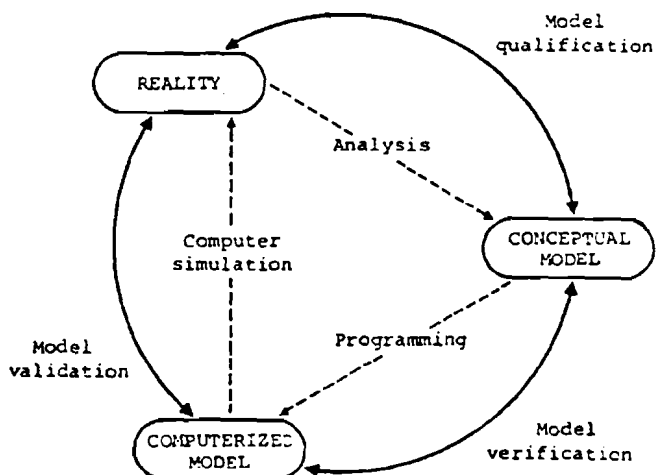 Model
qualification
REALITY
Analysis
Computer
simulation
CONCEPTUAL
MODEL
Programming
Model
validation
COMPUTERIZED
MODEL
Model
verification